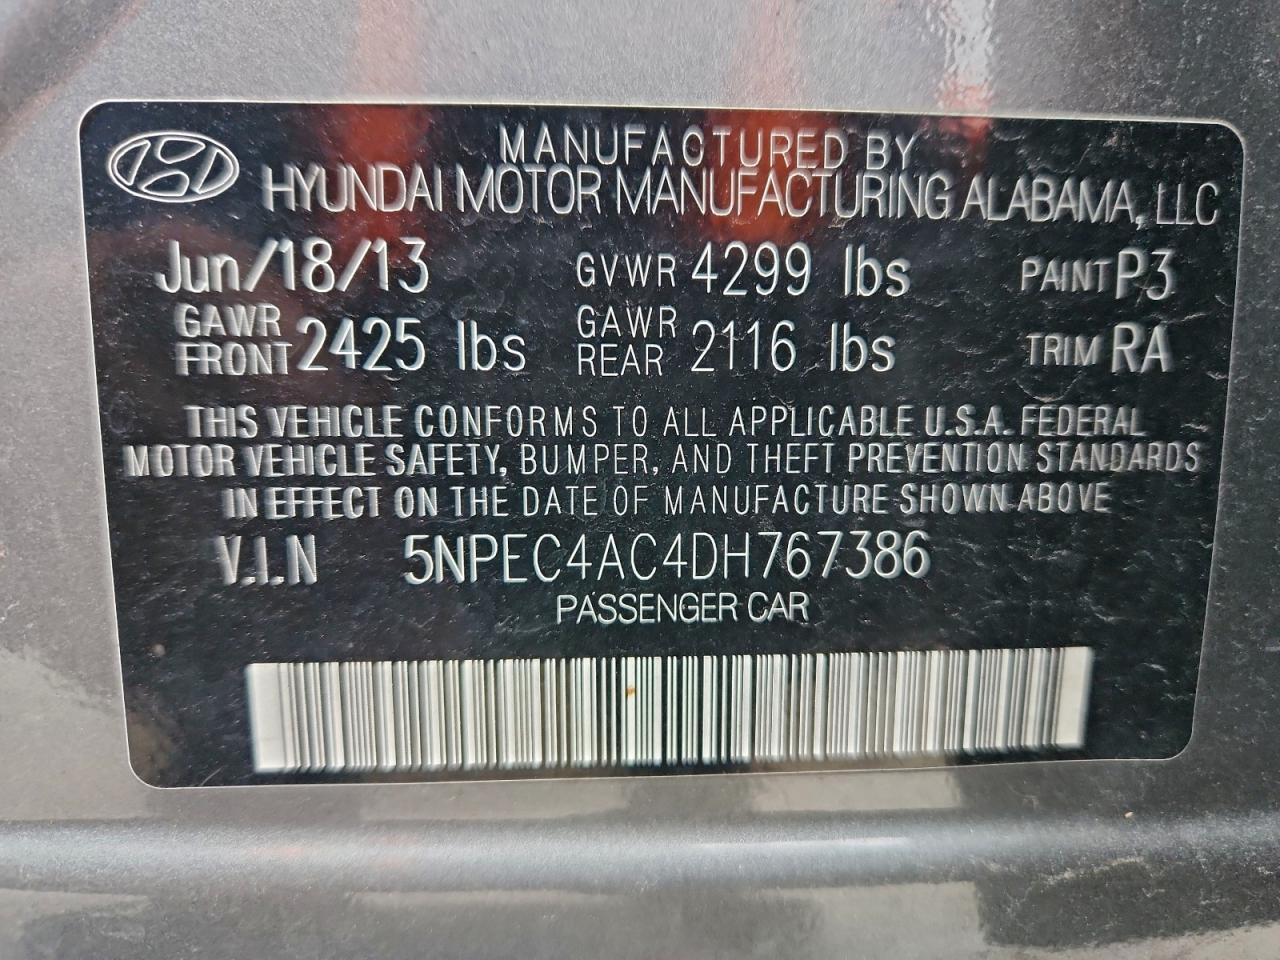 MANUFACTURED BY
HYUNDAI MOTOR MANUFACTURING ALABAMA, LLC
Jun/18/13 GVWR 4299 lbs PAINT P3
GAWR FRONT 2425 lbs GAWR REAR 2116 lbs TRIM RA
THIS VEHICLE CONFORMS TO ALL APPLICABLE U.S.A. FEDERAL
MOTOR VEHICLE SAFETY, BUMPER, AND THEFT PREVENTION STANDARDS
IN EFFECT ON THE DATE OF MANUFACTURE SHOWN ABOVE
V.I.N 5NPEC4AC4DH767386
PASSENGER CAR